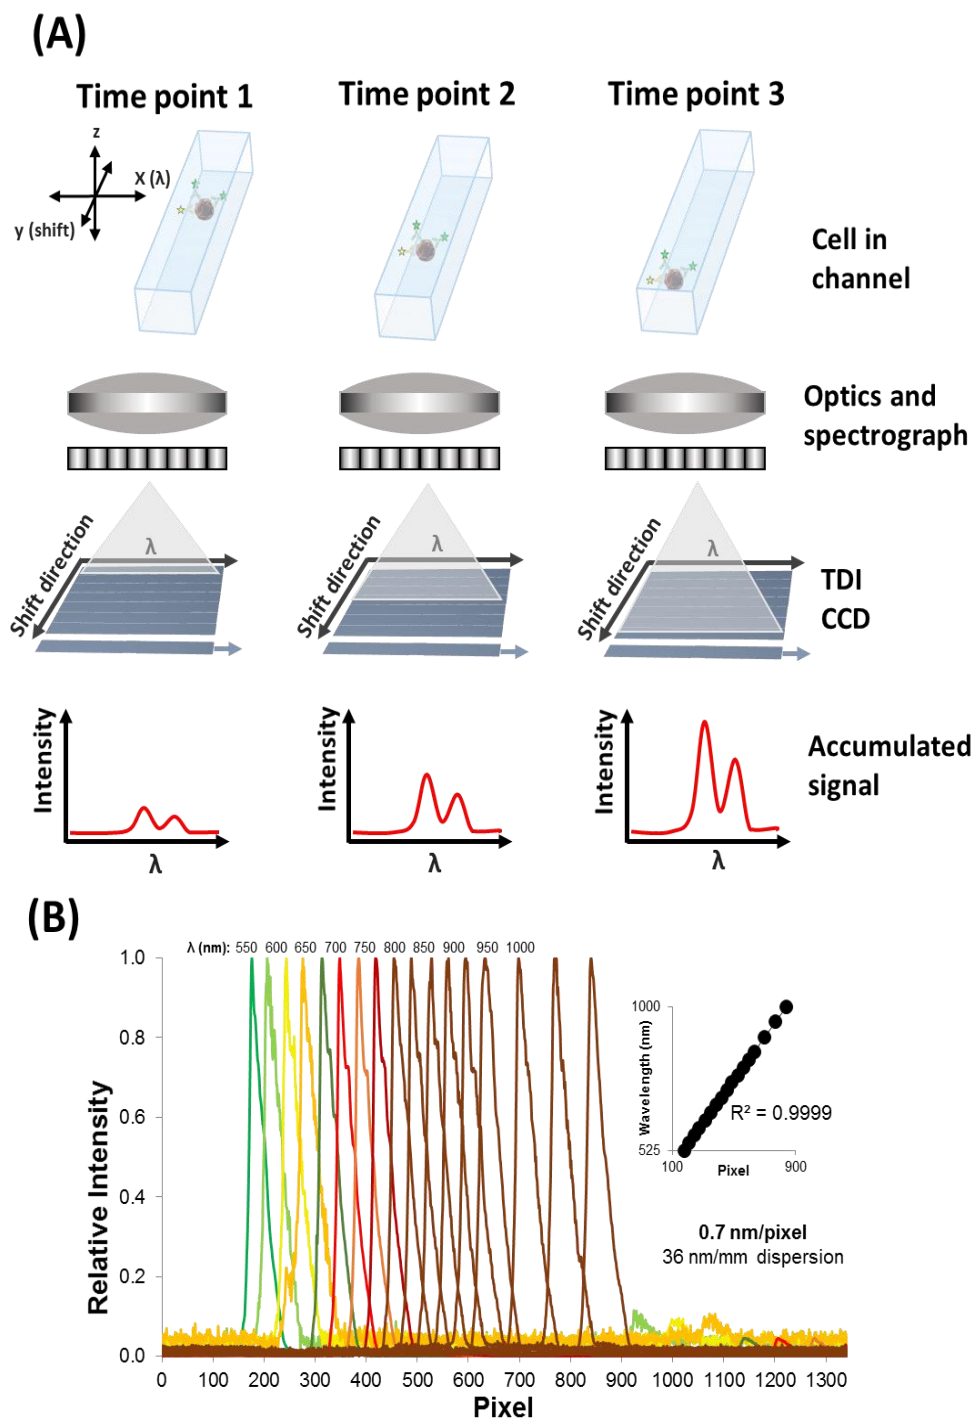 (A)
Time point 1 Time point 2 Time point 3
z
X (λ)
y (shift)
Cell in
channel
Optics and
spectrograph
Shift direction λ Shift direction λ Shift direction λ
TDI
CCD
Intensity Intensity Intensity
Accumulated
signal
λ λ λ
(B)
λ (nm): 550 600 650 700 750 800 850 900 950 1000
Relative Intensity
1.0
0.8
0.6
0.4
0.2
0.0
0 100 200 300 400 500 600 700 800 900 1000 1100 1200 1300
Pixel
Wavelength (nm)
1000
525
R² = 0.9999
100 900
Pixel
0.7 nm/pixel
36 nm/mm dispersion